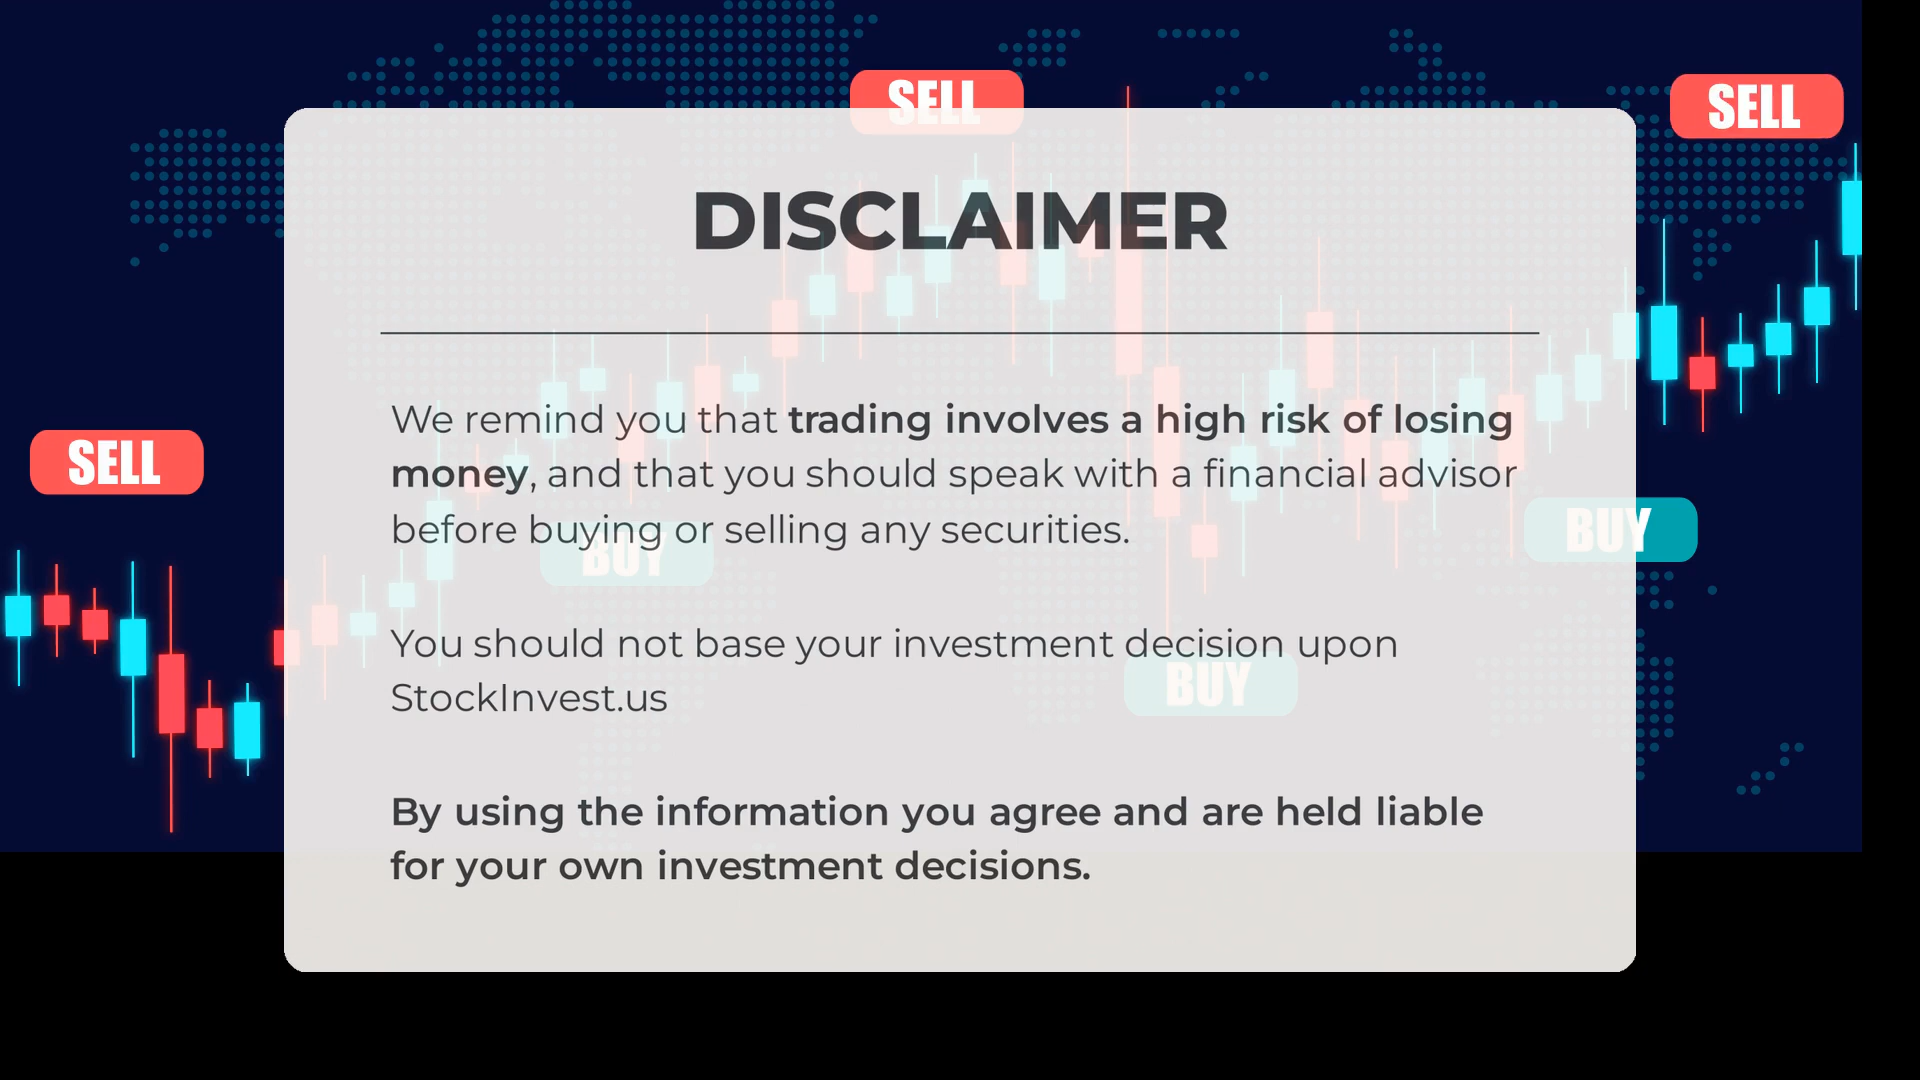 SELL
SELL
DISCLAIMER
We remind you that trading involves a high risk of losing
money, and that you should speak with a financial advisor
before buying or selling any securities.
SELL
BUY
BUY
You should not base your investment decision upon
StockInvest.us
BUY
By using the information you agree and are held liable
for your own investment decisions.